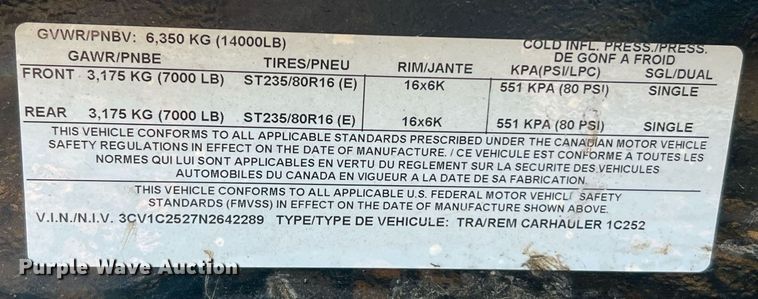 GVWR/PNBV: 6,350 KG (14000LB)
COLD INFL. PRESS./PRESS.
DE GONF A FROID
GAWR/PNBE TIRES/PNEU RIM/JANTE KPA(PSI/LPC) SGL/DUAL
FRONT 3,175 KG (7000 LB) ST235/80R16 (E) 16x6K 551 KPA (80 PSI) SINGLE
REAR 3,175 KG (7000 LB) ST235/80R16 (E) 16x6K 551 KPA (80 PSI) SINGLE
THIS VEHICLE CONFORMS TO ALL APPLICABLE STANDARDS PRESCRIBED UNDER THE CANADIAN MOTOR VEHICLE
SAFETY REGULATIONS IN EFFECT ON THE DATE OF MANUFACTURE. / CE VEHICULE EST CONFORME A TOUTES LES
NORMES QUI LUI SONT APPLICABLES EN VERTU DU REGLEMENT SUR LA SECURITE DES VEHICULES
AUTOMOBILES DU CANADA EN VIGUEUR A LA DATE DE SA FABRICATION.
THIS VEHICLE CONFORMS TO ALL APPLICABLE U.S. FEDERAL MOTOR VEHICLE SAFETY
STANDARDS (FMVSS) IN EFFECT ON THE DATE OF MANUFACTURE SHOWN ABOVE.
V.I.N./N.I.V. 3CV1C2527N2642289 TYPE/TYPE DE VEHICULE: TRA/REM CARHAULER 1C252
Purple Wave Auction